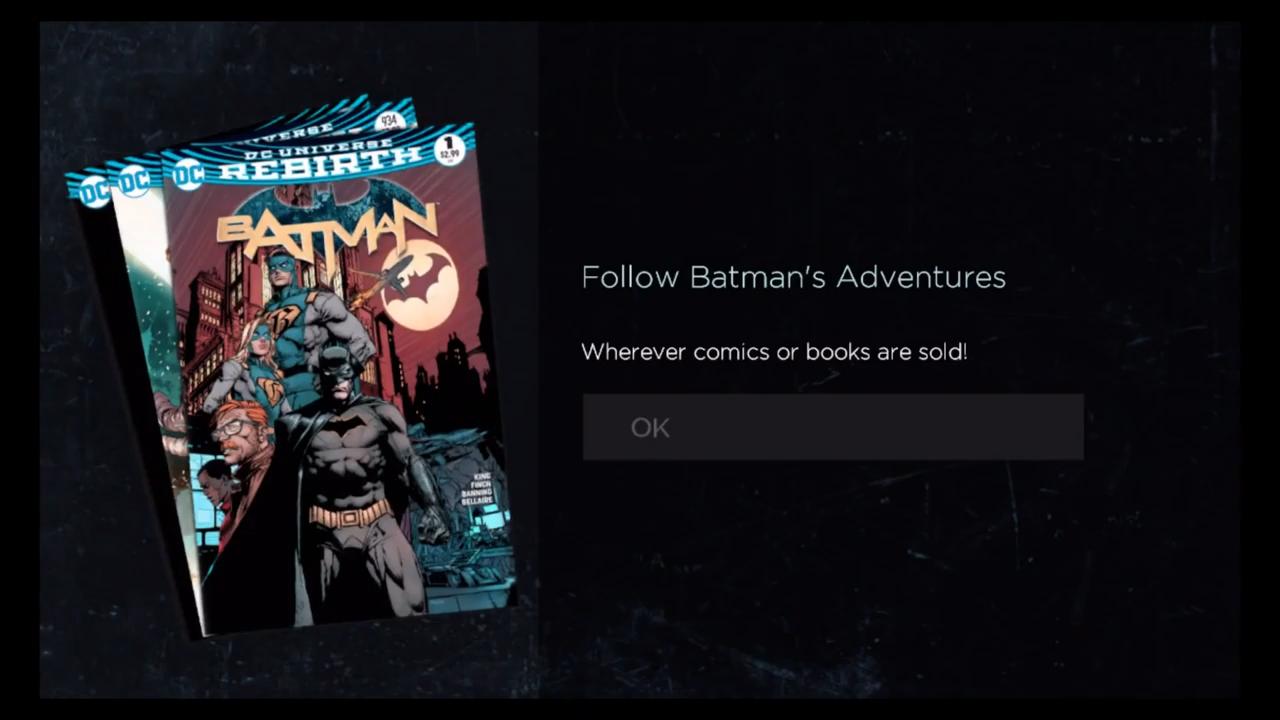 934
VERSE
DC UNIVERSE
REBIRTH
1
$2.99
DC
DC
DC
BATMAN
KING
FINCH
BANNING
BELLAIRE
Follow Batman's Adventures
Wherever comics or books are sold!
OK